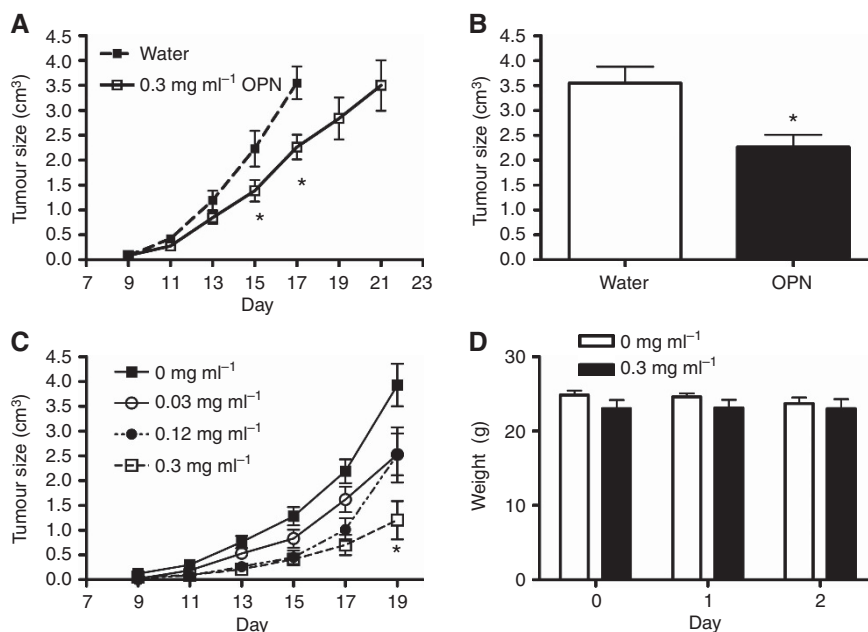 A
Water
0.3 mg ml⁻¹ OPN
Tumour size (cm³)
4.5
4.0
3.5
3.0
2.5
2.0
1.5
1.0
0.5
0.0
*
*
7 9 11 13 15 17 19 21 23
Day
B
Tumour size (cm³)
4.5
4.0
3.5
3.0
2.5
2.0
1.5
1.0
0.5
0.0
*
Water OPN
C
0 mg ml⁻¹
0.03 mg ml⁻¹
0.12 mg ml⁻¹
0.3 mg ml⁻¹
Tumour size (cm³)
4.5
4.0
3.5
3.0
2.5
2.0
1.5
1.0
0.5
0.0
*
7 9 11 13 15 17 19
Day
D
0 mg ml⁻¹
0.3 mg ml⁻¹
Weight (g)
30
20
10
0
0 1 2
Day